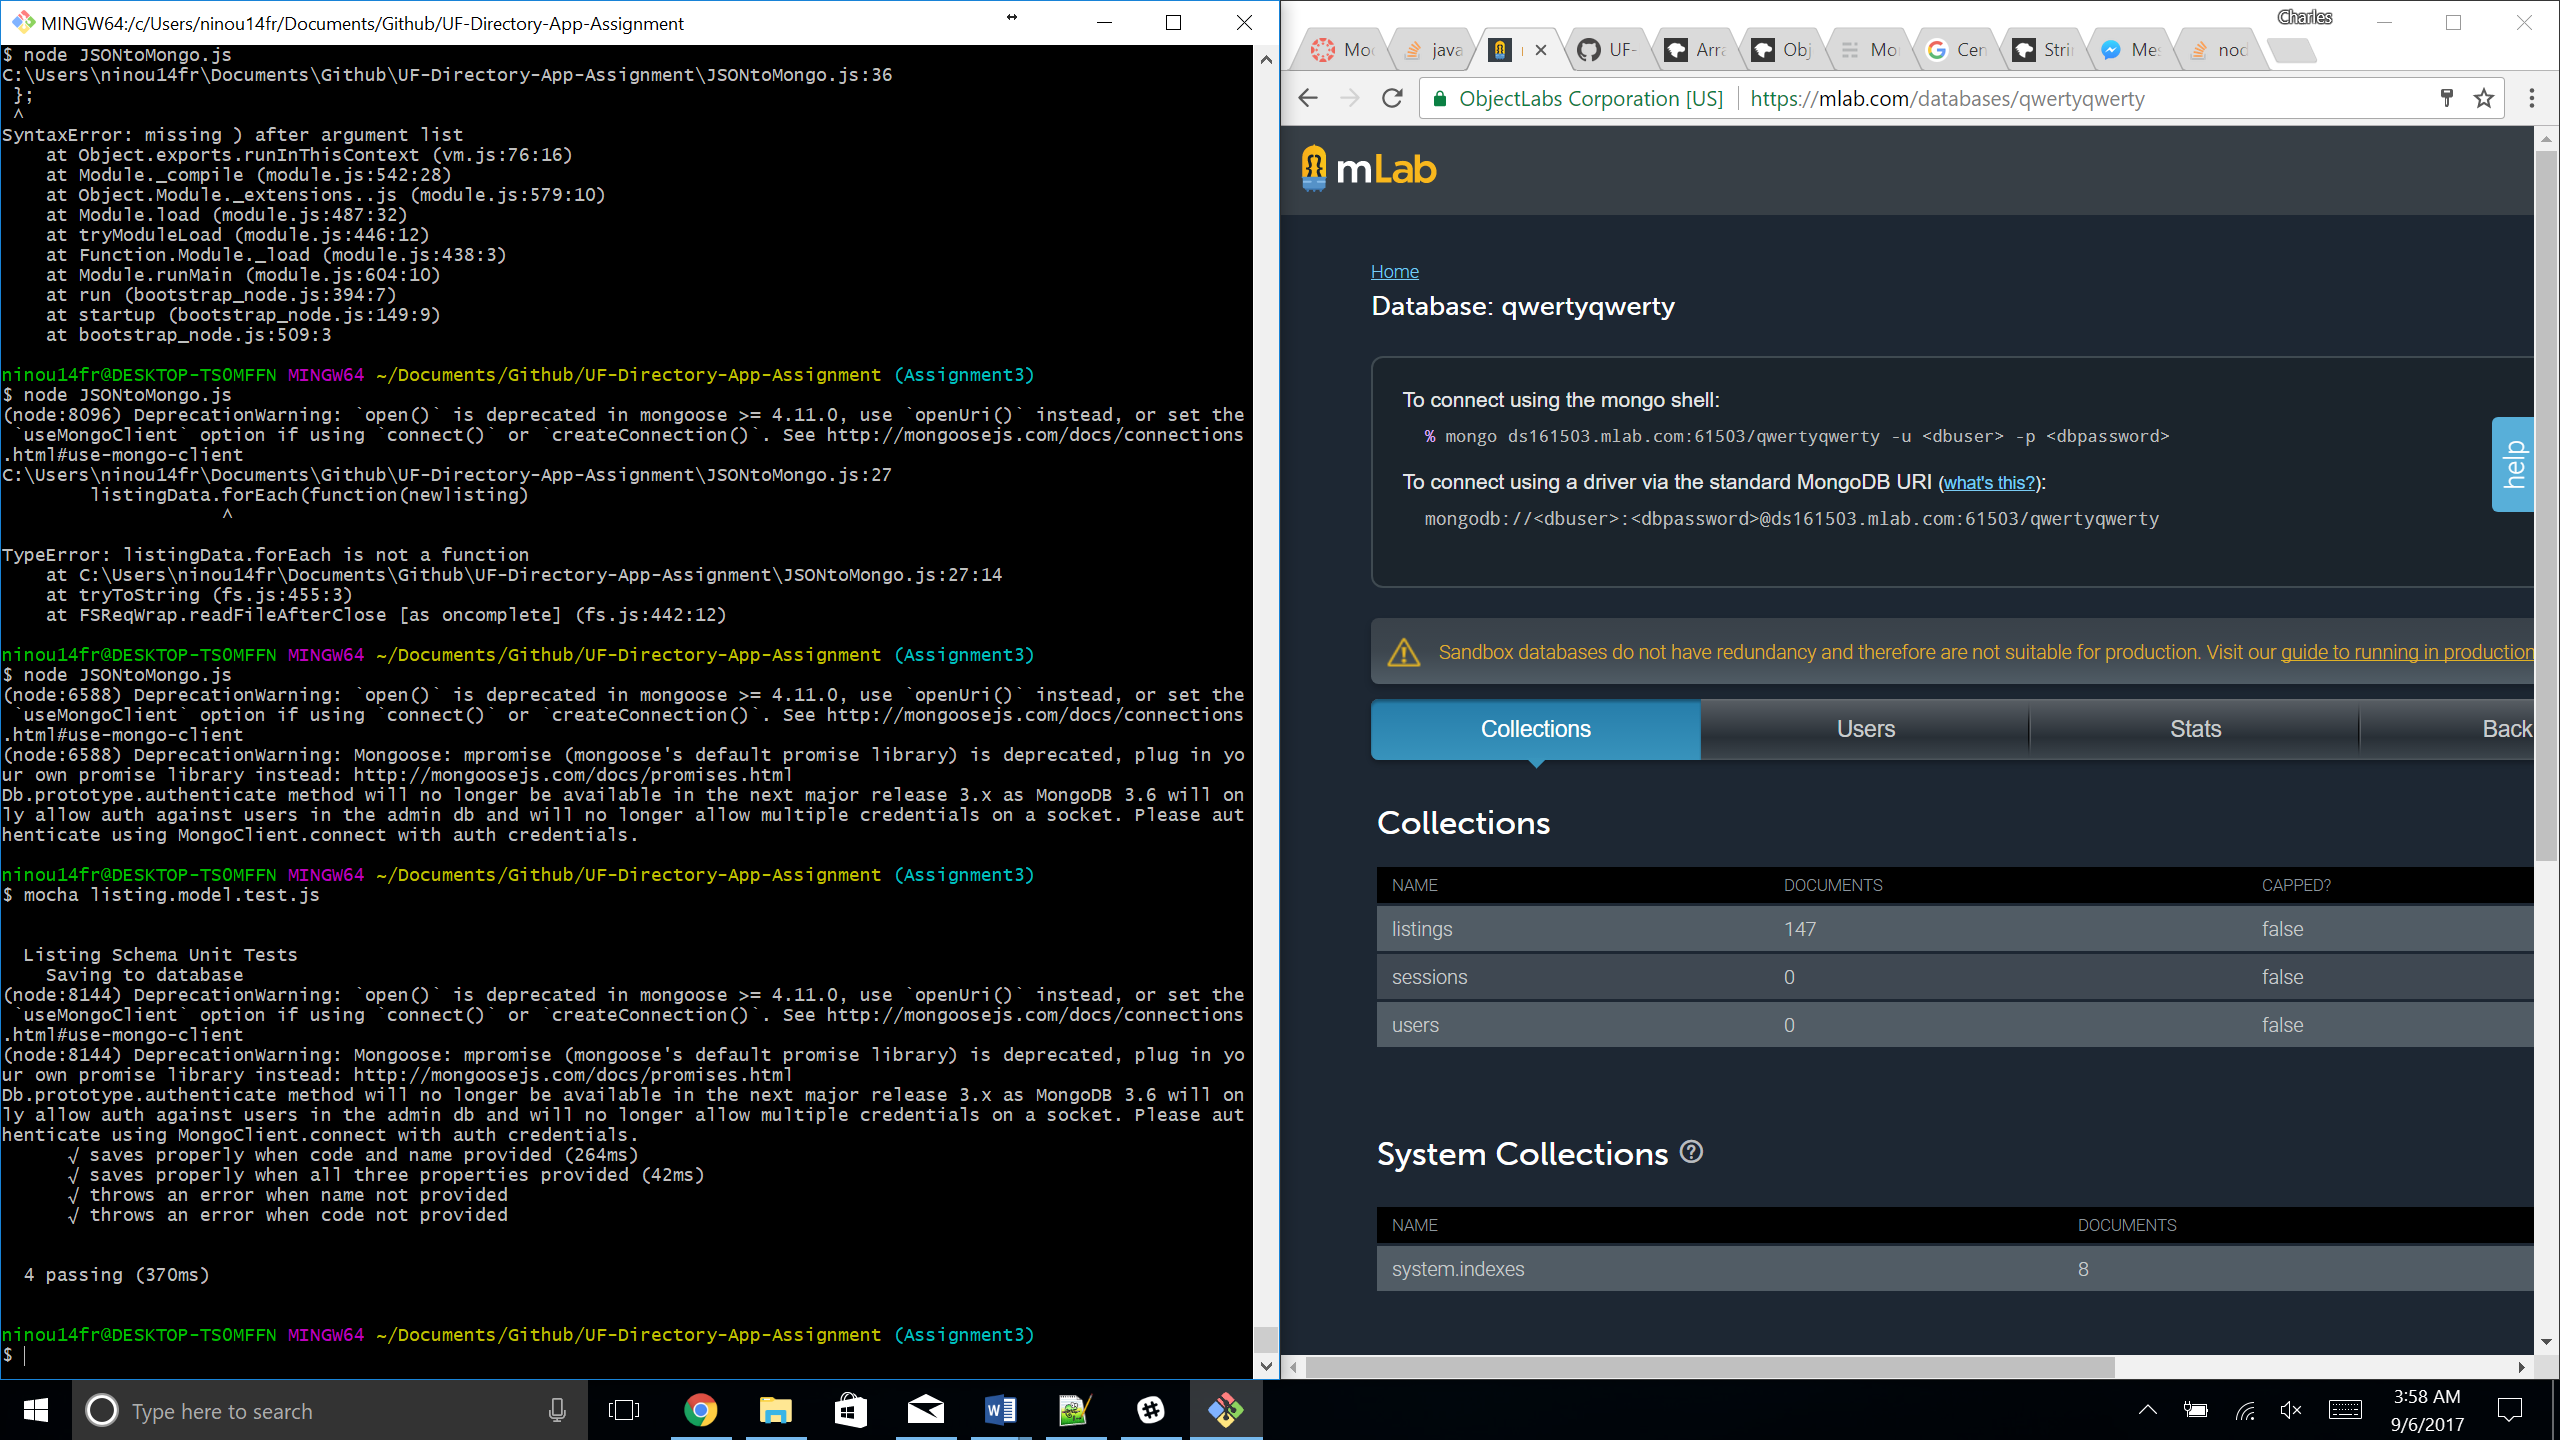 MINGW64:/c/Users/ninou14fr/Documents/Github/UF-Directory-App-Assignment
$ node JSONtoMongo.js
C:\Users\ninou14fr\Documents\Github\UF-Directory-App-Assignment\JSONtoMongo.js:36
 };
 ^
SyntaxError: missing ) after argument list
    at Object.exports.runInThisContext (vm.js:76:16)
    at Module._compile (module.js:542:28)
    at Object.Module._extensions..js (module.js:579:10)
    at Module.load (module.js:487:32)
    at tryModuleLoad (module.js:446:12)
    at Function.Module._load (module.js:438:3)
    at Module.runMain (module.js:604:10)
    at run (bootstrap_node.js:394:7)
    at startup (bootstrap_node.js:149:9)
    at bootstrap_node.js:509:3
ninou14fr@DESKTOP-TS0MFFN MINGW64 ~/Documents/Github/UF-Directory-App-Assignment (Assignment3)
$ node JSONtoMongo.js
(node:8096) DeprecationWarning: `open()` is deprecated in mongoose >= 4.11.0, use `openUri()` instead, or set the
 `useMongoClient` option if using `connect()` or `createConnection()`. See http://mongoosejs.com/docs/connections
.html#use-mongo-client
C:\Users\ninou14fr\Documents\Github\UF-Directory-App-Assignment\JSONtoMongo.js:27
        listingData.forEach(function(newlisting)
                    ^
TypeError: listingData.forEach is not a function
    at C:\Users\ninou14fr\Documents\Github\UF-Directory-App-Assignment\JSONtoMongo.js:27:14
    at tryToString (fs.js:455:3)
    at FSReqWrap.readFileAfterClose [as oncomplete] (fs.js:442:12)
ninou14fr@DESKTOP-TS0MFFN MINGW64 ~/Documents/Github/UF-Directory-App-Assignment (Assignment3)
$ node JSONtoMongo.js
(node:6588) DeprecationWarning: `open()` is deprecated in mongoose >= 4.11.0, use `openUri()` instead, or set the
 `useMongoClient` option if using `connect()` or `createConnection()`. See http://mongoosejs.com/docs/connections
.html#use-mongo-client
(node:6588) DeprecationWarning: Mongoose: mpromise (mongoose's default promise library) is deprecated, plug in yo
ur own promise library instead: http://mongoosejs.com/docs/promises.html
Db.prototype.authenticate method will no longer be available in the next major release 3.x as MongoDB 3.6 will on
ly allow auth against users in the admin db and will no longer allow multiple credentials on a socket. Please aut
henticate using MongoClient.connect with auth credentials.
ninou14fr@DESKTOP-TS0MFFN MINGW64 ~/Documents/Github/UF-Directory-App-Assignment (Assignment3)
$ mocha listing.model.test.js
  Listing Schema Unit Tests
    Saving to database
(node:8144) DeprecationWarning: `open()` is deprecated in mongoose >= 4.11.0, use `openUri()` instead, or set the
 `useMongoClient` option if using `connect()` or `createConnection()`. See http://mongoosejs.com/docs/connections
.html#use-mongo-client
(node:8144) DeprecationWarning: Mongoose: mpromise (mongoose's default promise library) is deprecated, plug in yo
ur own promise library instead: http://mongoosejs.com/docs/promises.html
Db.prototype.authenticate method will no longer be available in the next major release 3.x as MongoDB 3.6 will on
ly allow auth against users in the admin db and will no longer allow multiple credentials on a socket. Please aut
henticate using MongoClient.connect with auth credentials.
      √ saves properly when code and name provided (264ms)
      √ saves properly when all three properties provided (42ms)
      √ throws an error when name not provided
      √ throws an error when code not provided
  4 passing (370ms)
ninou14fr@DESKTOP-TS0MFFN MINGW64 ~/Documents/Github/UF-Directory-App-Assignment (Assignment3)
$
Charles
Mod java UF- Arra Obj Mon Cen Stri Mes nod
ObjectLabs Corporation [US] https://mlab.com/databases/qwertyqwerty
mLab
Home
Database: qwertyqwerty
To connect using the mongo shell:
% mongo ds161503.mlab.com:61503/qwertyqwerty -u <dbuser> -p <dbpassword>
To connect using a driver via the standard MongoDB URI (what's this?):
mongodb://<dbuser>:<dbpassword>@ds161503.mlab.com:61503/qwertyqwerty
help
Sandbox databases do not have redundancy and therefore are not suitable for production. Visit our guide to running in production
Collections Users Stats Back
Collections
NAME DOCUMENTS CAPPED?
listings 147 false
sessions 0 false
users 0 false
System Collections ?
NAME DOCUMENTS
system.indexes 8
Type here to search
3:58 AM
9/6/2017